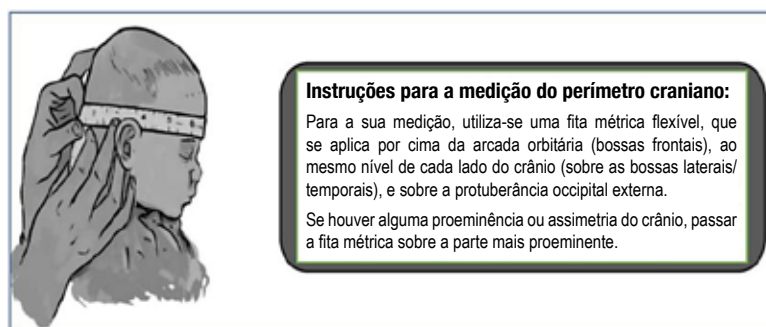 Instruções para a medição do perímetro craniano:
Para a sua medição, utiliza-se uma fita métrica flexível, que
se aplica por cima da arcada orbitária (bossas frontais), ao
mesmo nível de cada lado do crânio (sobre as bossas laterais/
temporais), e sobre a protuberância occipital externa.
Se houver alguma proeminência ou assimetria do crânio, passar
a fita métrica sobre a parte mais proeminente.